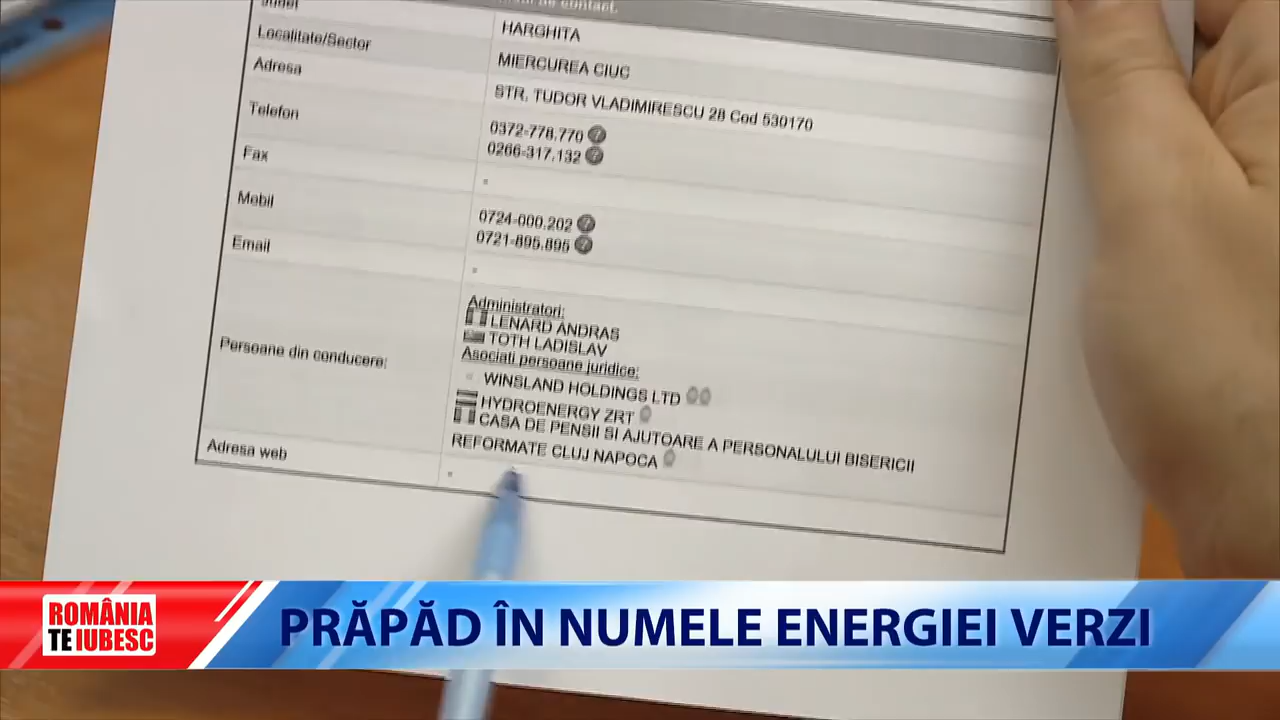 Județ
HARGHITA
Localitate/Sector
MIERCUREA CIUC
Adresa
STR. TUDOR VLADIMIRESCU 28 Cod 530170
Telefon
0372-778.770
0266-317.132
Fax
Mobil
0724-000.202
0721-895.895
Email
Persoane din conducere:
Administratori:
LENARD ANDRAS
TOTH LADISLAV
Asociati persoane juridice:
WINSLAND HOLDINGS LTD
HYDROENERGY ZRT
CASA DE PENSII SI AJUTOARE A PERSONALULUI BISERICII
REFORMATE CLUJ NAPOCA
Adresa web
ROMÂNIA
TE IUBESC
PRĂPĂD ÎN NUMELE ENERGIEI VERZI